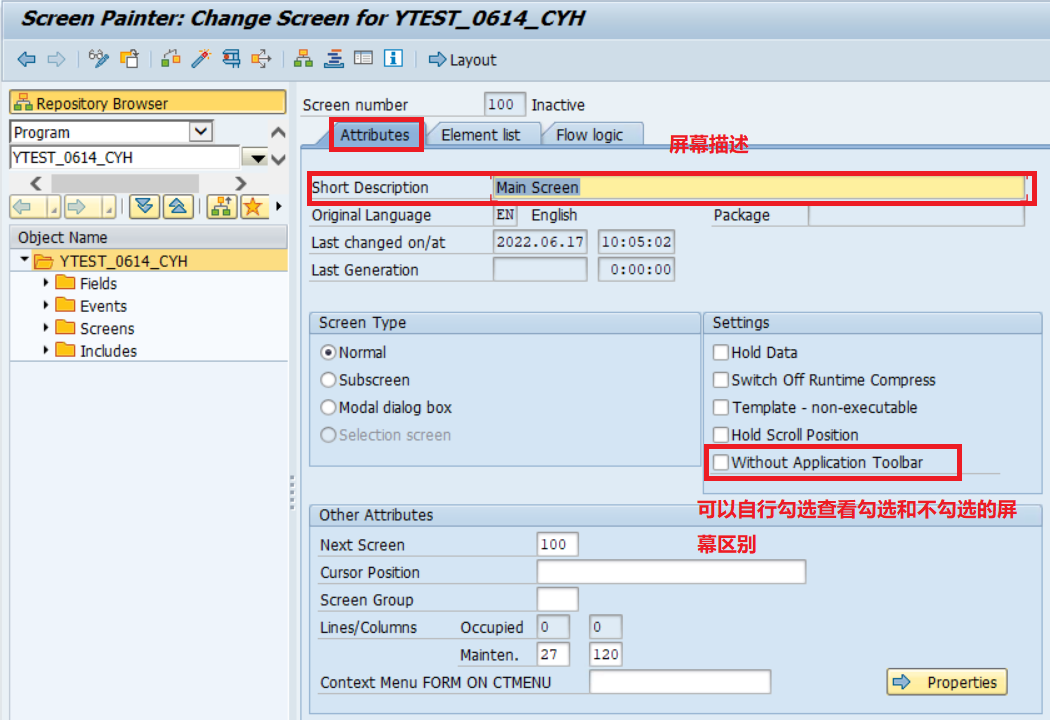 Screen Painter: Change Screen for YTEST_0614_CYH
Layout
Repository Browser
Program
YTEST_0614_CYH
Object Name
YTEST_0614_CYH
Fields
Events
Screens
Includes
Screen number 100 Inactive
Attributes Element list Flow logic
屏幕描述
Short Description Main Screen
Original Language EN English Package
Last changed on/at 2022.06.17 10:05:02
Last Generation 0:00:00
Screen Type
Normal
Subscreen
Modal dialog box
Selection screen
Settings
Hold Data
Switch Off Runtime Compress
Template - non-executable
Hold Scroll Position
Without Application Toolbar
可以自行勾选查看勾选和不勾选的屏
幕区别
Other Attributes
Next Screen 100
Cursor Position
Screen Group
Lines/Columns Occupied 0 0
Mainten. 27 120
Context Menu FORM ON CTMENU
Properties